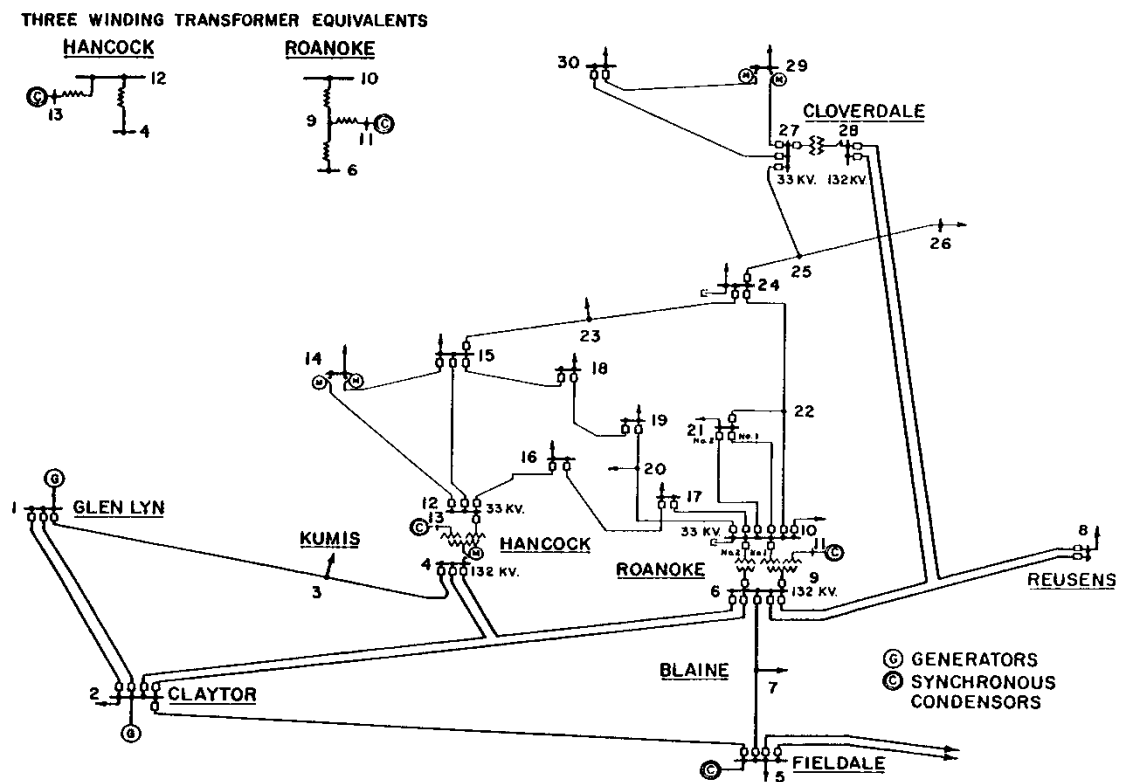 THREE WINDING TRANSFORMER EQUIVALENTS
HANCOCK
ROANOKE
12
C
13
4
10
9
C
11
6
30
29
M
M
CLOVERDALE
27
28
33 KV.
132 KV.
26
25
24
23
15
14
M
M
18
22
19
21
No.2
No.1
16
20
17
G
1
GLEN LYN
12
33 KV.
C
13
HANCOCK
M
KUMIS
3
4
132 KV.
33 KV.
10
No.2
No.1
11
C
ROANOKE
9
6
132 KV.
8
REUSENS
BLAINE
7
2
CLAYTOR
G
G GENERATORS
C SYNCHRONOUS
CONDENSORS
C
5
FIELDALE